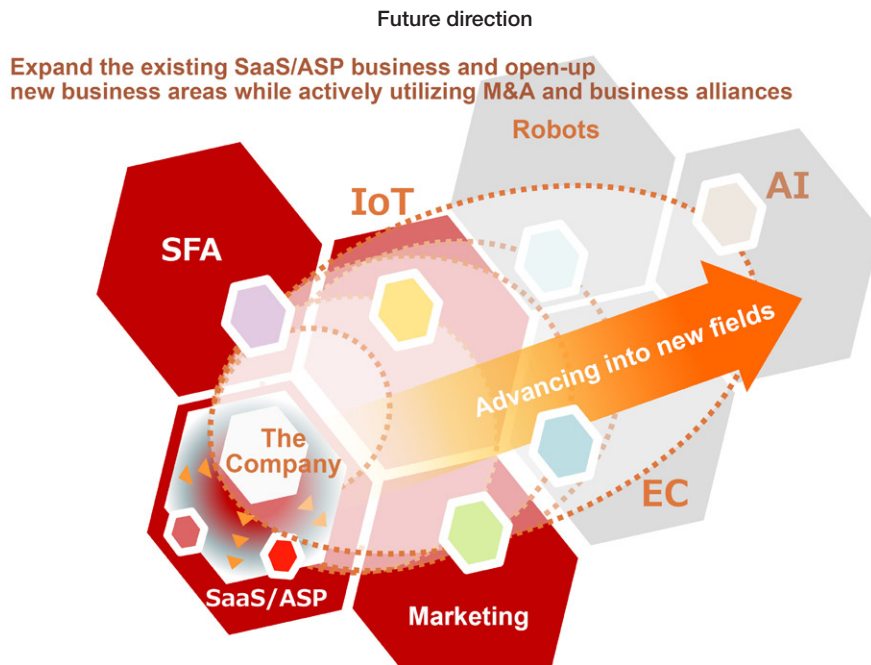 Future direction
Expand the existing SaaS/ASP business and open-up
new business areas while actively utilizing M&A and business alliances
Robots
AI
IoT
SFA
Advancing into new fields
The
Company
EC
SaaS/ASP
Marketing